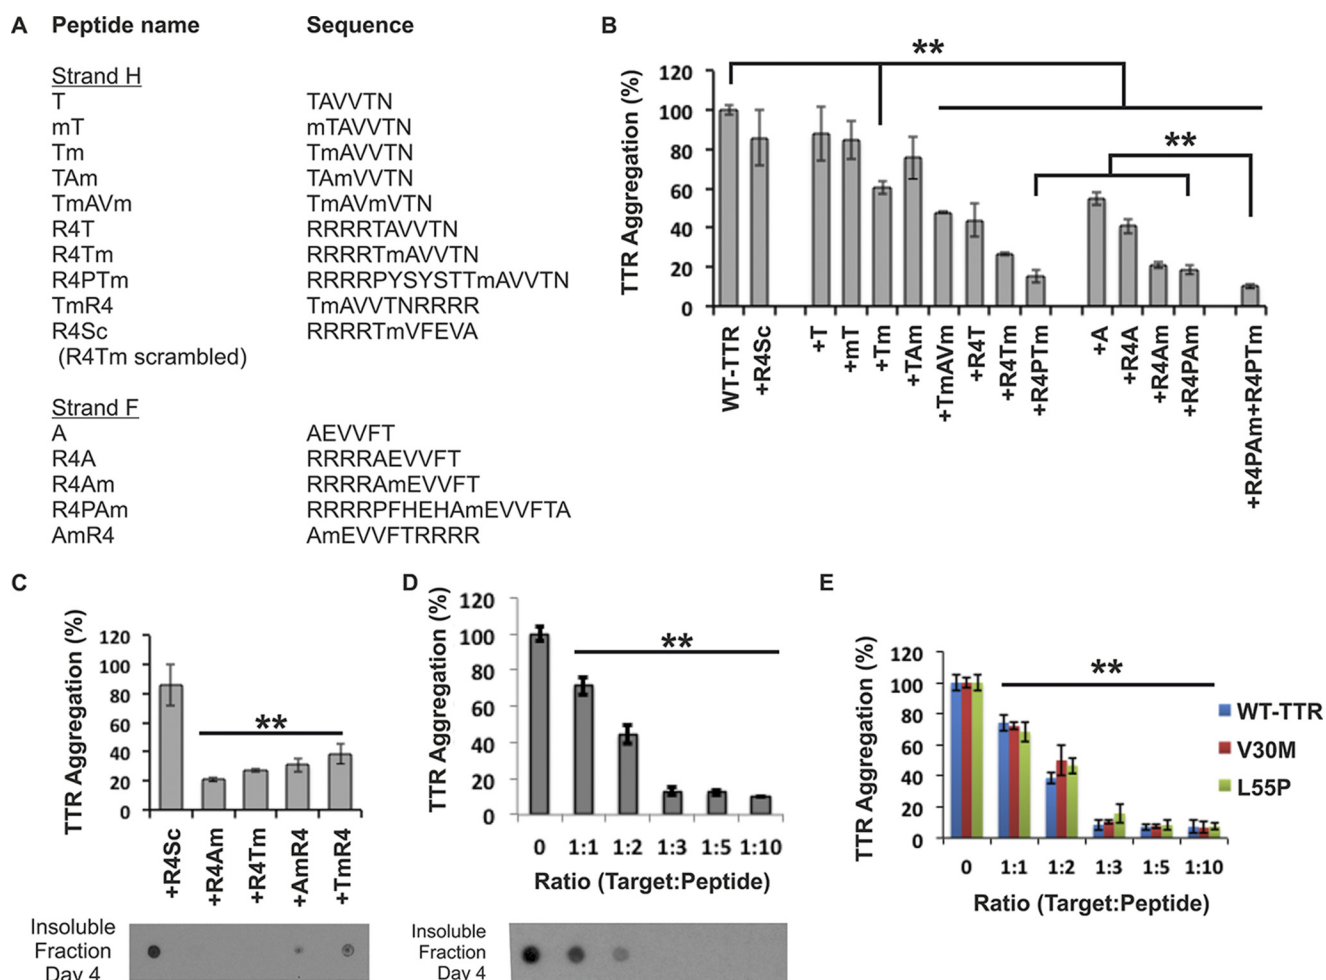 A Peptide name Sequence
Strand H
T TAVVTN
mT mTAVVTN
Tm TmAVVTN
TAm TAmVVTN
TmAVm TmAVmVTN
R4T RRRRTAVVTN
R4Tm RRRRTmAVVTN
R4PTm RRRRPYSYSTTmAVVTN
TmR4 TmAVVTNRRRR
R4Sc RRRRTmVFEVA
(R4Tm scrambled)
Strand F
A AEVVFT
R4A RRRRAEVVFT
R4Am RRRRAmEVVFT
R4PAm RRRRPFHEHAmEVVFTA
AmR4 AmEVVFTRRRR
B
**
**
TTR Aggregation (%)
120
100
80
60
40
20
0
WT-TTR
+R4Sc
+T
+mT
+Tm
+TAm
+TmAVm
+R4T
+R4Tm
+R4PTm
+A
+R4A
+R4Am
+R4PAm
+R4PAm+R4PTm
C
TTR Aggregation (%)
120
100
80
60
40
20
0
**
+R4Sc
+R4Am
+R4Tm
+AmR4
+TmR4
Insoluble
Fraction
Day 4
D
TTR Aggregation (%)
120
100
80
60
40
20
0
**
0 1:1 1:2 1:3 1:5 1:10
Ratio (Target:Peptide)
Insoluble
Fraction
Day 4
E
TTR Aggregation (%)
120
100
80
60
40
20
0
**
WT-TTR
V30M
L55P
0 1:1 1:2 1:3 1:5 1:10
Ratio (Target:Peptide)